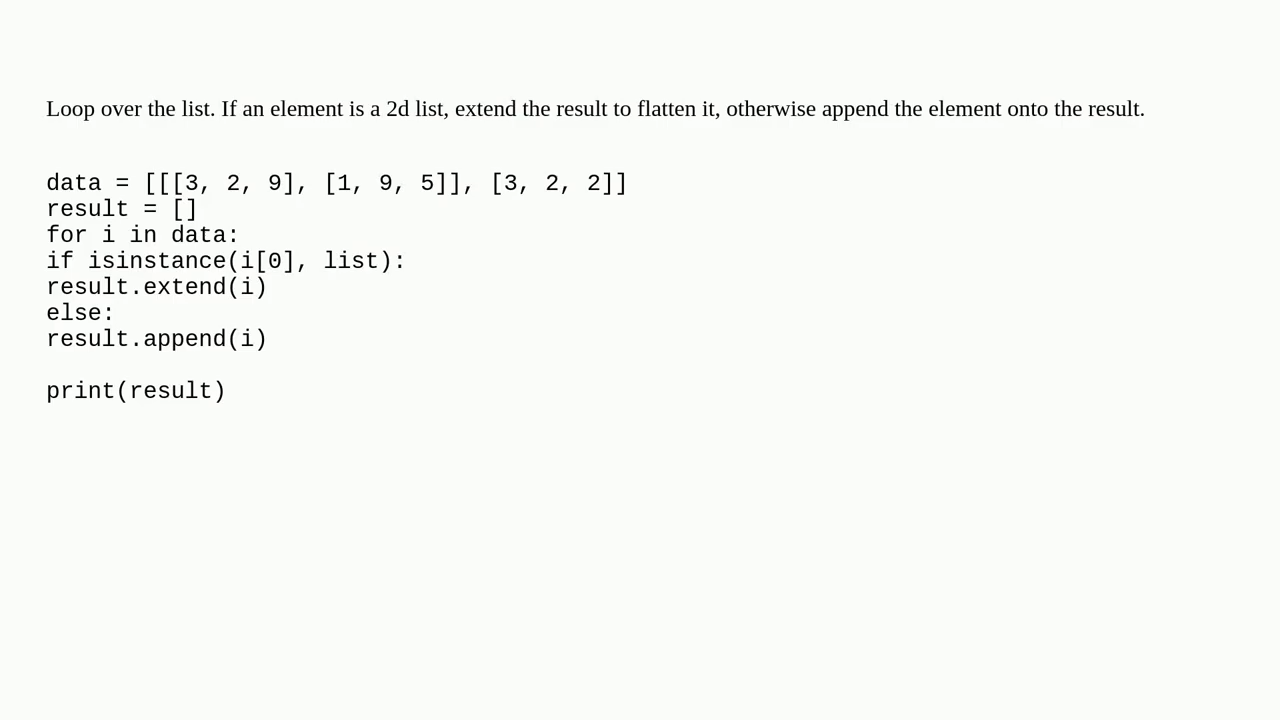 Loop over the list. If an element is a 2d list, extend the result to flatten it, otherwise append the element onto the result.
data = [[[3, 2, 9], [1, 9, 5]], [3, 2, 2]]
result = []
for i in data:
if isinstance(i[0], list):
result.extend(i)
else:
result.append(i)
print(result)